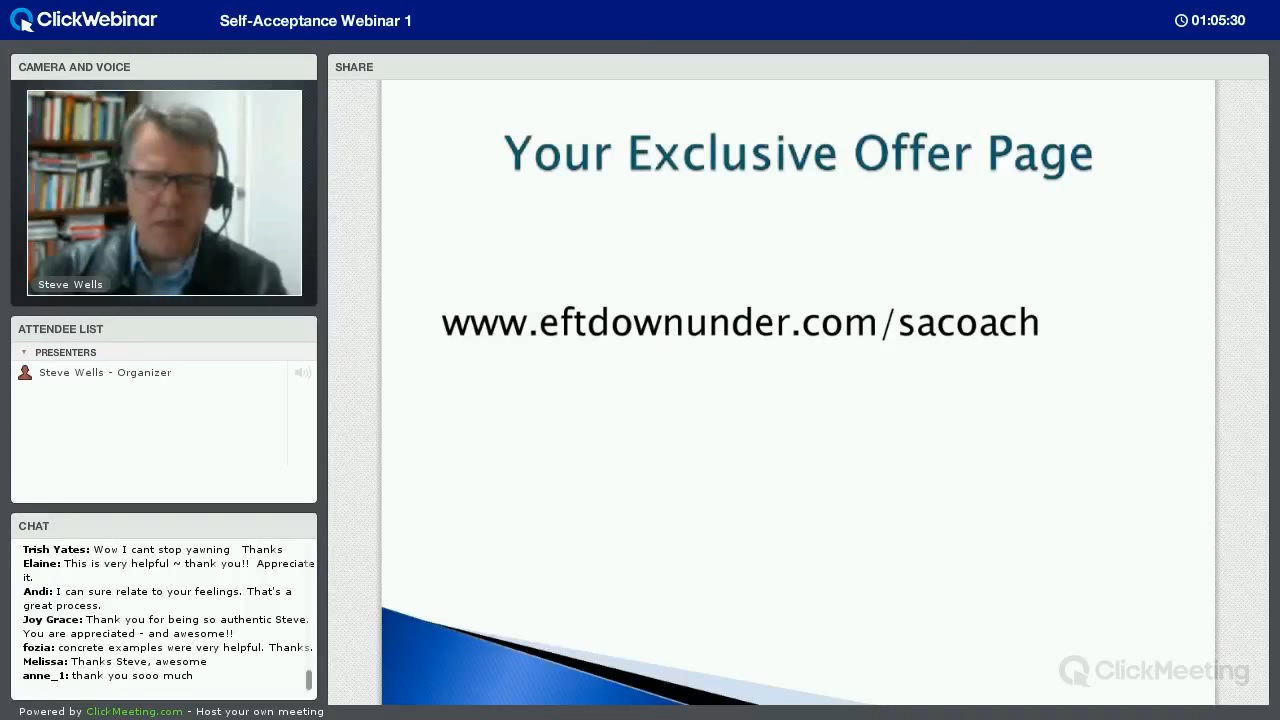 ClickWebinar
Self-Acceptance Webinar 1
01:05:30
CAMERA AND VOICE
Steve Wells
ATTENDEE LIST
PRESENTERS
Steve Wells - Organizer
CHAT
Trish Yates: Wow I cant stop yawning Thanks
Elaine: This is very helpful ~ thank you!! Appreciate
it.
Andi: I can sure relate to your feelings. That's a
great process.
Joy Grace: Thank you for being so authentic Steve.
You are appreciated - and awesome!!
fozia: concrete examples were very helpful. Thanks.
Melissa: Thanks Steve, awesome
anne_1: thank you sooo much
Powered by ClickMeeting.com - Host your own meeting
SHARE
Your Exclusive Offer Page
www.eftdownunder.com/sacoach
ClickMeeting